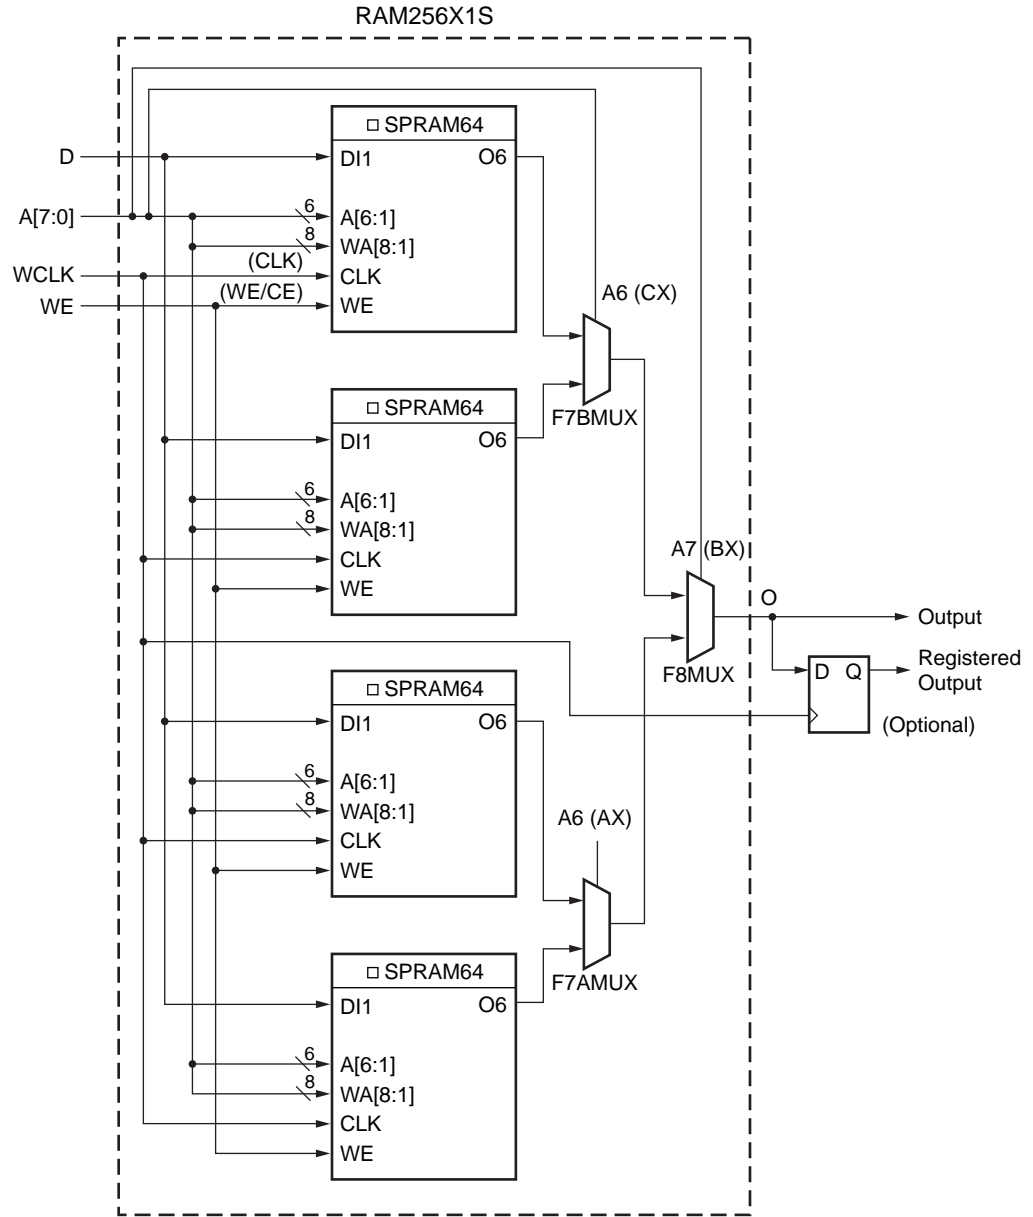 RAM256X1S
SPRAM64
D
DI1
O6
A[7:0]
6
A[6:1]
8
WA[8:1]
(CLK)
WCLK
CLK
(WE/CE)
WE
WE
A6 (CX)
F7BMUX
SPRAM64
DI1
O6
6
A[6:1]
8
WA[8:1]
CLK
WE
A7 (BX)
F8MUX
O
Output
D Q
Registered
Output
(Optional)
SPRAM64
DI1
O6
6
A[6:1]
8
WA[8:1]
CLK
WE
A6 (AX)
F7AMUX
SPRAM64
DI1
O6
6
A[6:1]
8
WA[8:1]
CLK
WE